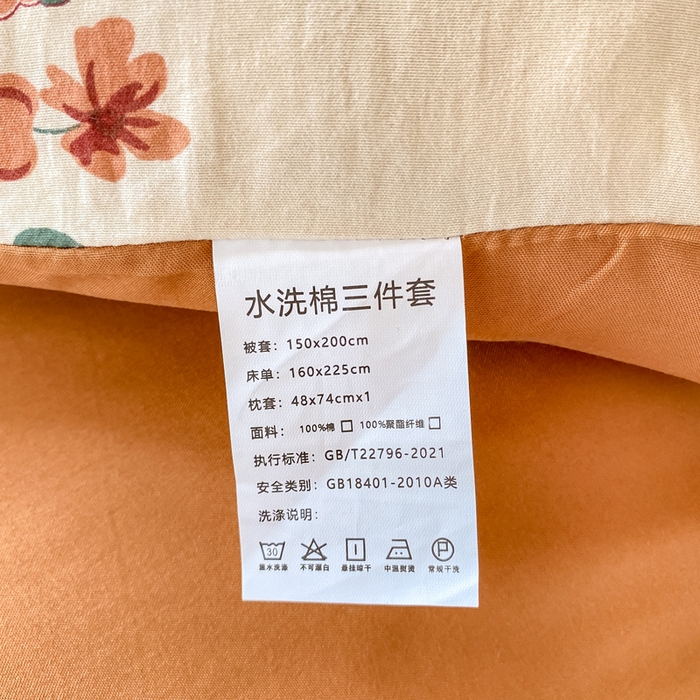 水洗棉三件套
被套：150x200cm
床单：160x225cm
枕套：48x74cmx1
面料： 100%棉 □ 100%聚酯纤维 □
执行标准：GB/T22796-2021
安全类别：GB18401-2010A类
洗涤说明：
30
温水洗涤 不可漂白 悬挂晾干 中温熨烫 常规干洗